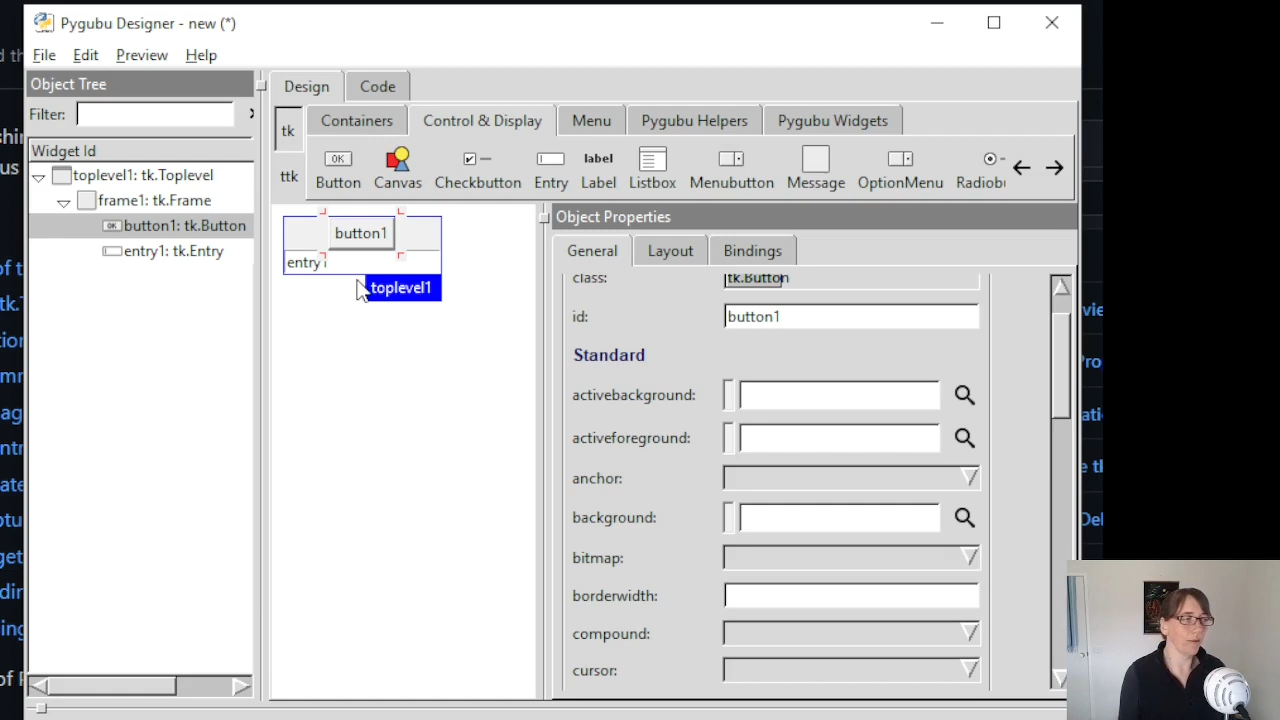 Pygubu Designer - new (*)
File Edit Preview Help
Object Tree
Filter:
Widget Id
toplevel1: tk.Toplevel
frame1: tk.Frame
OK button1: tk.Button
entry1: tk.Entry
Design Code
tk
ttk
Containers Control & Display Menu Pygubu Helpers Pygubu Widgets
OK label
Button Canvas Checkbutton Entry Label Listbox Menubutton Message OptionMenu Radiobu
button1
entry1
toplevel1
Object Properties
General Layout Bindings
class: tk.Button
id: button1
Standard
activebackground:
activeforeground:
anchor:
background:
bitmap:
borderwidth:
compound:
cursor: